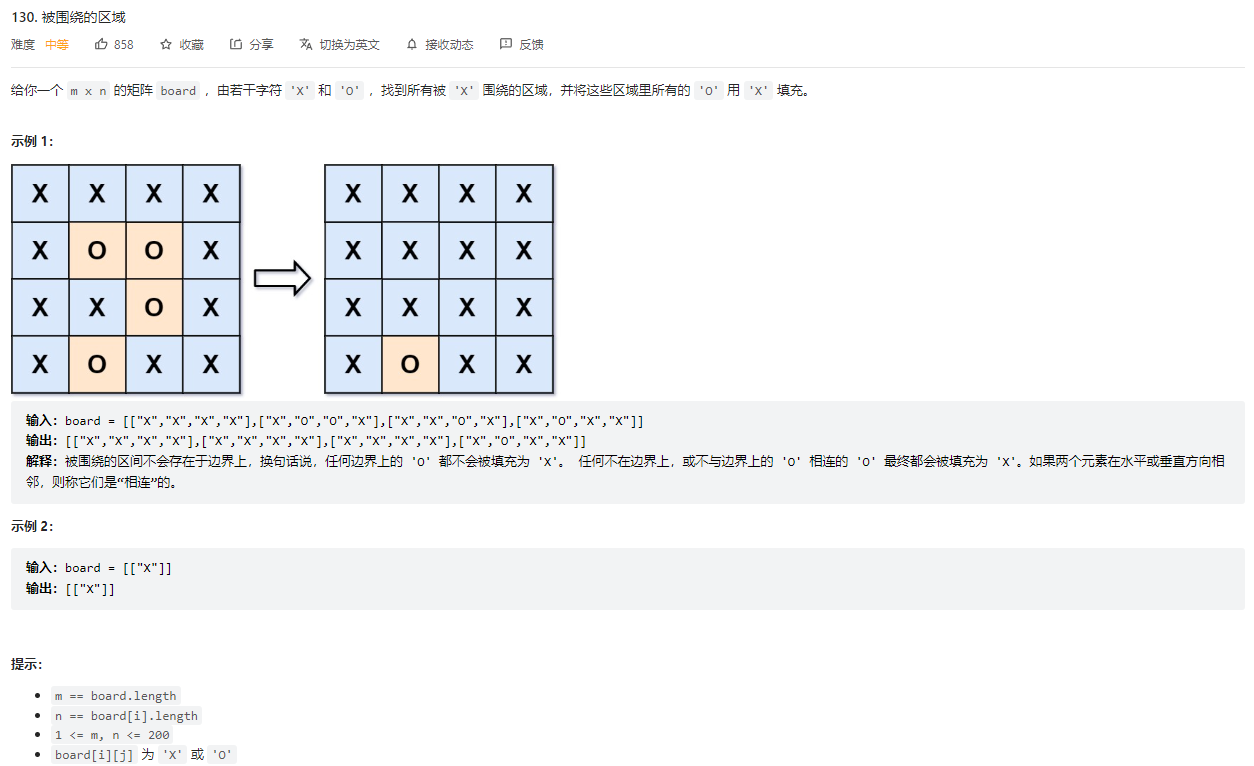 130. 被围绕的区域
难度 中等 858 收藏 分享 切换为英文 接收动态 反馈
给你一个 m x n 的矩阵 board ，由若干字符 'X' 和 'O' ，找到所有被 'X' 围绕的区域，并将这些区域里所有的 'O' 用 'X' 填充。
示例 1：
X X X X X X X X
X O O X X X X X
X X O X X X X X
X O X X X O X X
输入：board = [["X","X","X","X"],["X","O","O","X"],["X","X","O","X"],["X","O","X","X"]]
输出：[["X","X","X","X"],["X","X","X","X"],["X","X","X","X"],["X","O","X","X"]]
解释：被围绕的区间不会存在于边界上，换句话说，任何边界上的 'O' 都不会被填充为 'X'。 任何不在边界上，或不与边界上的 'O' 相连的 'O' 最终都会被填充为 'X'。如果两个元素在水平或垂直方向相
邻，则称它们是“相连”的。
示例 2：
输入：board = [["X"]]
输出：[["X"]]
提示：
m == board.length
n == board[i].length
1 <= m, n <= 200
board[i][j] 为 'X' 或 'O'